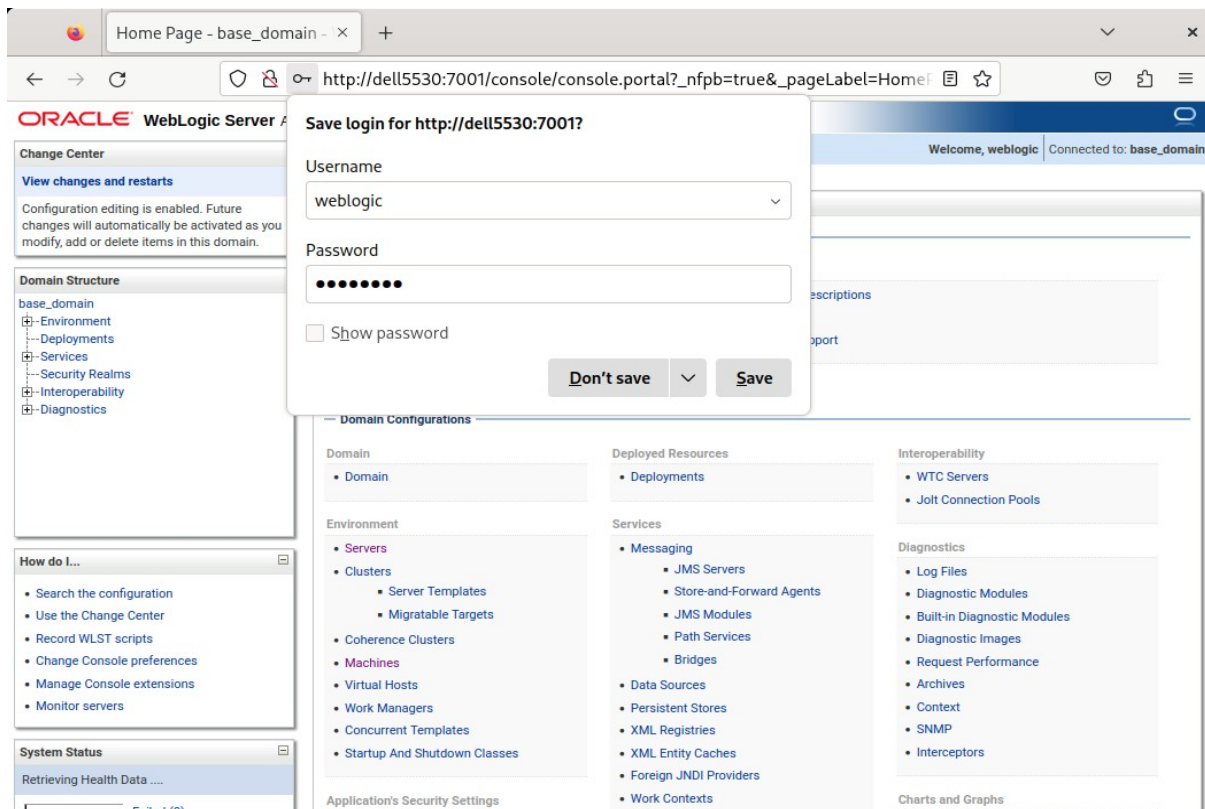 Home Page - base_domain -
http://dell5530:7001/console/console.portal?_nfpb=true&_pageLabel=Home
ORACLE WebLogic Server
Welcome, weblogic
Connected to: base_domain
Change Center
View changes and restarts
Configuration editing is enabled. Future
changes will automatically be activated as you
modify, add or delete items in this domain.
Domain Structure
base_domain
Environment
Deployments
Services
Security Realms
Interoperability
Diagnostics
How do I...
Search the configuration
Use the Change Center
Record WLST scripts
Change Console preferences
Manage Console extensions
Monitor servers
System Status
Retrieving Health Data ....
Save login for http://dell5530:7001?
Username
weblogic
Password
••••••••
Show password
Don't save
Save
Domain Configurations
Domain
• Domain
Environment
• Servers
• Clusters
Server Templates
Migratable Targets
• Coherence Clusters
• Machines
• Virtual Hosts
• Work Managers
• Concurrent Templates
• Startup And Shutdown Classes
Application's Security Settings
Deployed Resources
• Deployments
Services
• Messaging
JMS Servers
Store-and-Forward Agents
JMS Modules
Path Services
Bridges
• Data Sources
• Persistent Stores
• XML Registries
• XML Entity Caches
• Foreign JNDI Providers
• Work Contexts
Interoperability
• WTC Servers
• Jolt Connection Pools
Diagnostics
• Log Files
• Diagnostic Modules
• Built-in Diagnostic Modules
• Diagnostic Images
• Request Performance
• Archives
• Context
• SNMP
• Interceptors
Charts and Graphs